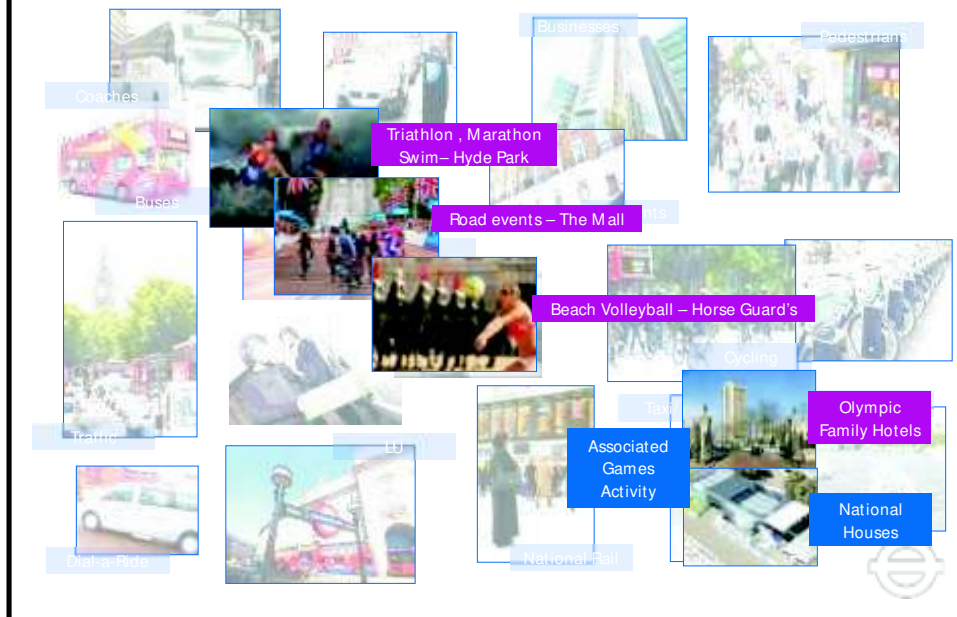 Businesses
Pedestrians
Coaches
Triathlon , Marathon
Swim – Hyde Park
Buses
Road events – The Mall
nts
Beach Volleyball – Horse Guard's
Cycling
Taxi/
Olympic
Family Hotels
Traffic
LU
Associated
Games
Activity
National
Houses
National Rail
Dial-a-Ride